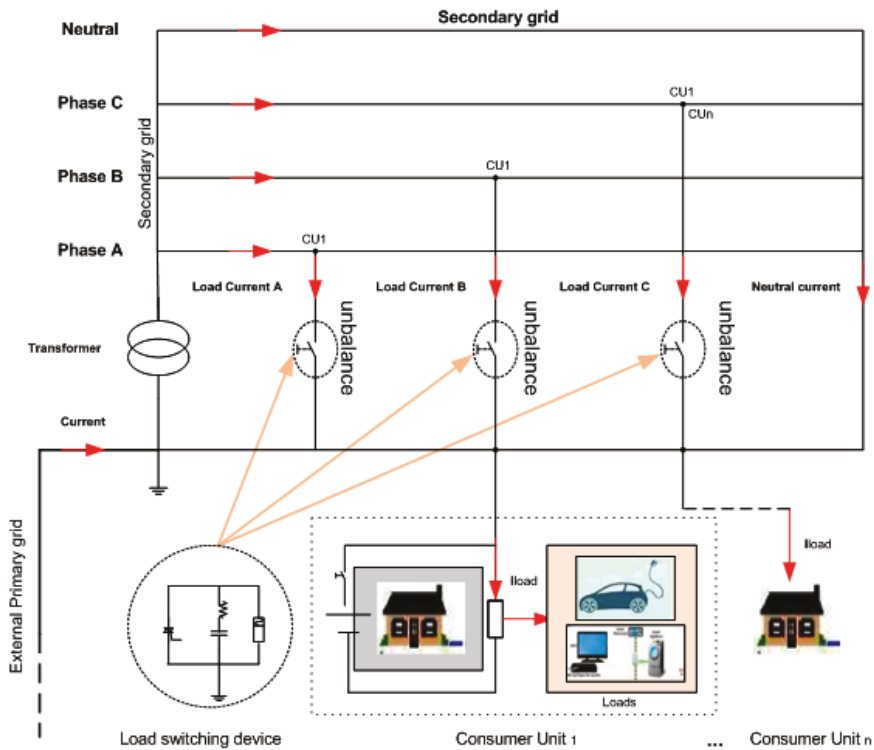 Secondary grid
Neutral
Phase C
CU1
CUn
Secondary grid
Phase B
CU1
Phase A
CU1
Load Current A
Load Current B
Load Current C
Neutral current
unbalance
unbalance
unbalance
Transformer
Current
External Primary grid
Iload
Iload
Loads
Load switching device
Consumer Unit 1
...
Consumer Unit n